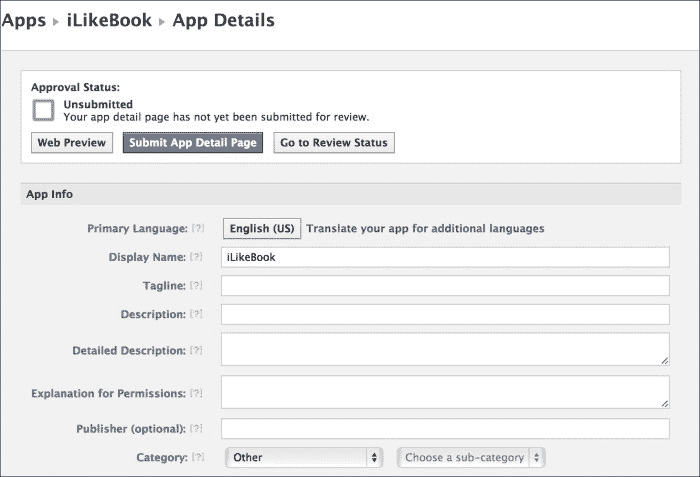 Apps ▸ iLikeBook ▸ App Details
Approval Status:
Unsubmitted
Your app detail page has not yet been submitted for review.
Web Preview Submit App Detail Page Go to Review Status
App Info
Primary Language: [?] English (US) Translate your app for additional languages
Display Name: [?] iLikeBook
Tagline: [?]
Description: [?]
Detailed Description: [?]
Explanation for Permissions: [?]
Publisher (optional): [?]
Category: [?] Other Choose a sub-category